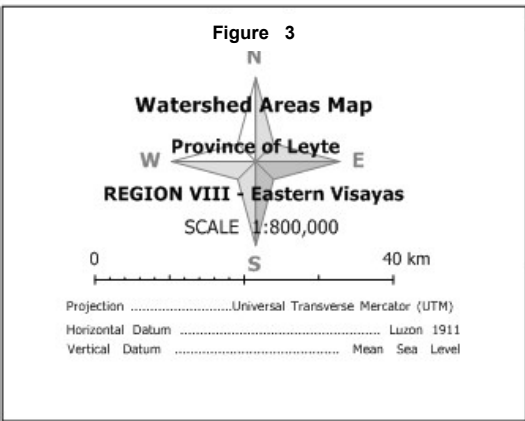 Figure 3
N
Watershed Areas Map
Province of Leyte
W E
REGION VIII - Eastern Visayas
SCALE 1:800,000
S
0 40 km
Projection .........................Universal Transverse Mercator (UTM)
Horizontal Datum .................................................. Luzon 1911
Vertical Datum ......................................... Mean Sea Level